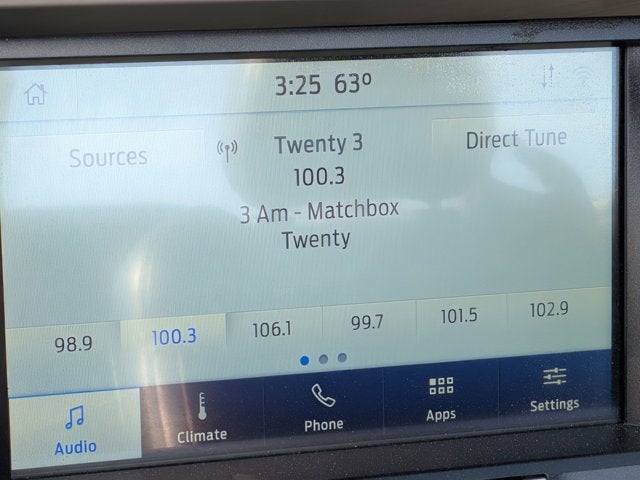 3:25 63°
Sources
Twenty 3
Direct Tune
100.3
3 Am - Matchbox
Twenty
98.9 100.3 106.1 99.7 101.5 102.9
Audio Climate Phone Apps Settings